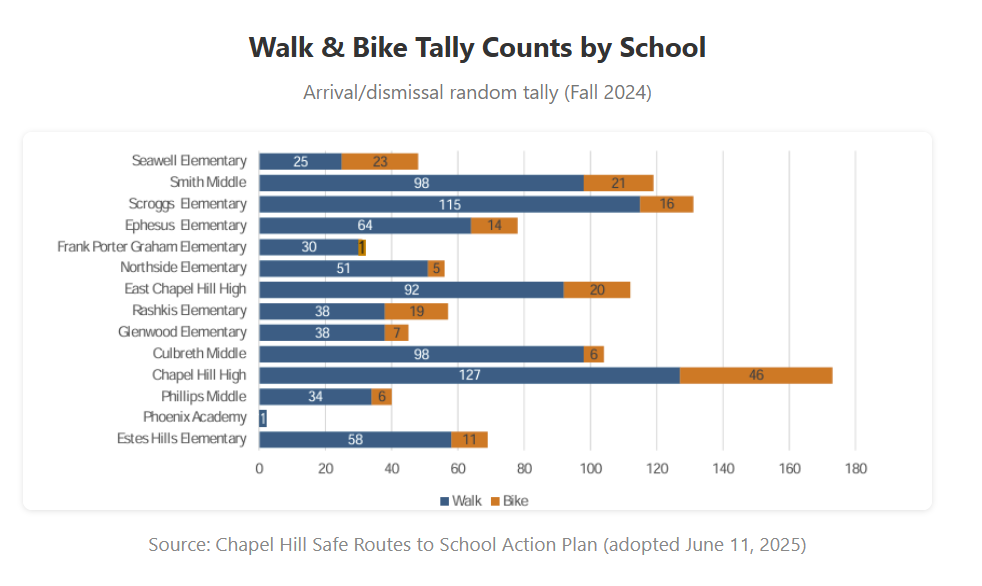 Walk & Bike Tally Counts by School
Arrival/dismissal random tally (Fall 2024)
Seawell Elementary 25 23
Smith Middle 98 21
Scroggs Elementary 115 16
Ephesus Elementary 64 14
Frank Porter Graham Elementary 30 1
Northside Elementary 51 5
East Chapel Hill High 92 20
Rashkis Elementary 38 19
Glenwood Elementary 38 7
Culbreth Middle 98 6
Chapel Hill High 127 46
Phillips Middle 34 6
Phoenix Academy 1
Estes Hills Elementary 58 11
0 20 40 60 80 100 120 140 160 180
Walk Bike
Source: Chapel Hill Safe Routes to School Action Plan (adopted June 11, 2025)